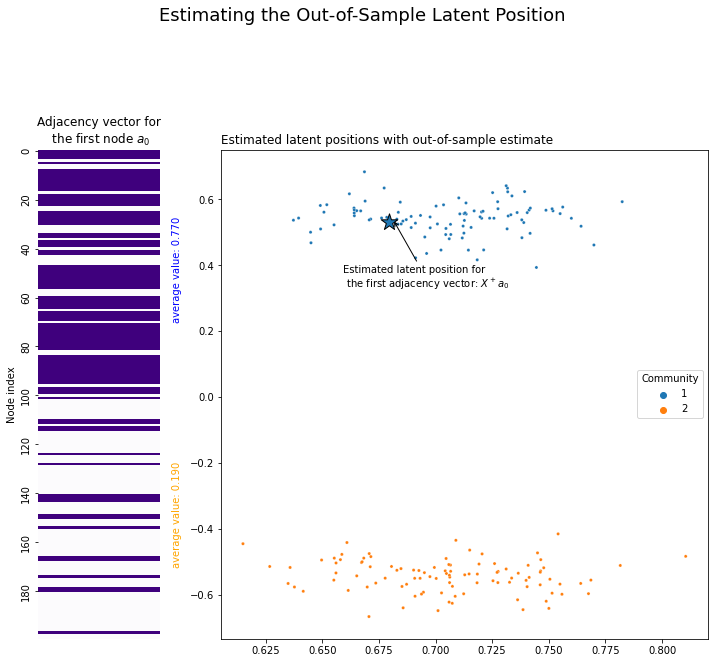 Estimating the Out-of-Sample Latent Position
Adjacency vector for
the first node a₀
Node index
0
20
40
60
80
100
120
140
160
180
average value: 0.770
average value: 0.190
Estimated latent positions with out-of-sample estimate
0.6
0.4
0.2
0.0
−0.2
−0.4
−0.6
Estimated latent position for
the first adjacency vector: X⁺a₀
Community
1
2
0.625 0.650 0.675 0.700 0.725 0.750 0.775 0.800